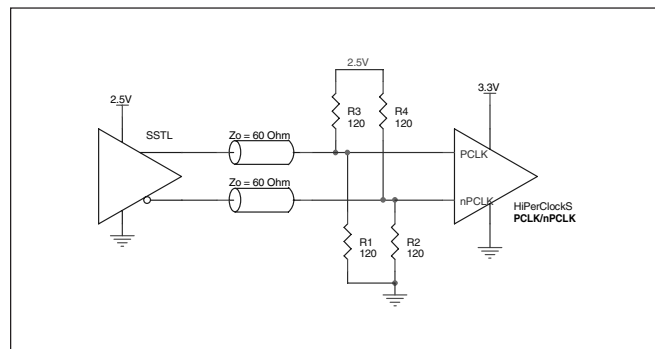 2.5V
2.5V
3.3V
SSTL
R3
120
R4
120
Zo = 60 Ohm
PCLK
Zo = 60 Ohm
nPCLK
HiPerClockS
PCLK/nPCLK
R1
120
R2
120